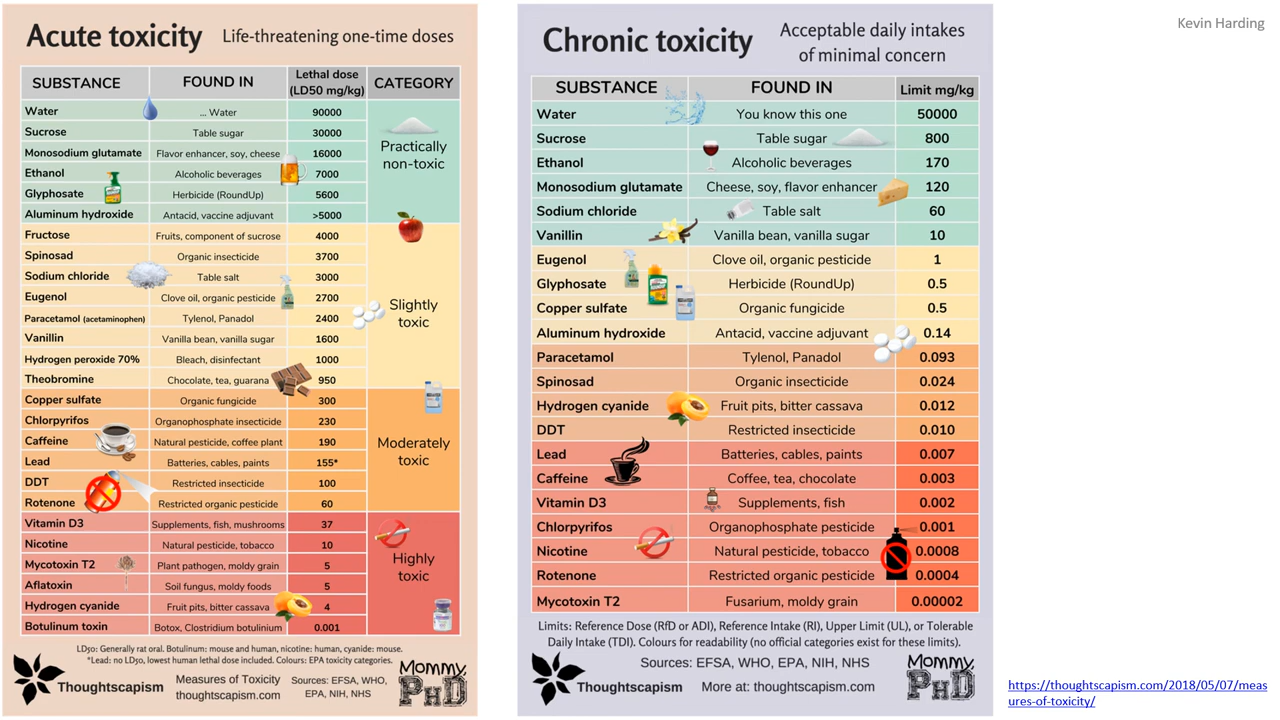 Acute toxicity Life-threatening one-time doses
SUBSTANCE FOUND IN Lethal dose (LD50 mg/kg) CATEGORY
Water ... Water 90000
Sucrose Table sugar 30000
Monosodium glutamate Flavor enhancer, soy, cheese 16000
Practically non-toxic
Ethanol Alcoholic beverages 7000
Glyphosate Herbicide (RoundUp) 5600
Aluminum hydroxide Antacid, vaccine adjuvant >5000
Fructose Fruits, component of sucrose 4000
Spinosad Organic insecticide 3700
Sodium chloride Table salt 3000
Eugenol Clove oil, organic pesticide 2700
Slightly toxic
Paracetamol (acetaminophen) Tylenol, Panadol 2400
Vanillin Vanilla bean, vanilla sugar 1600
Hydrogen peroxide 70% Bleach, disinfectant 1000
Theobromine Chocolate, tea, guarana 950
Copper sulfate Organic fungicide 300
Chlorpyrifos Organophosphate insecticide 230
Caffeine Natural pesticide, coffee plant 190
Moderately toxic
Lead Batteries, cables, paints 155*
DDT Restricted insecticide 100
Rotenone Restricted organic pesticide 60
Vitamin D3 Supplements, fish, mushrooms 37
Nicotine Natural pesticide, tobacco 10
Mycotoxin T2 Plant pathogen, moldy grain 5
Highly toxic
Aflatoxin Soil fungus, moldy foods 5
Hydrogen cyanide Fruit pits, bitter cassava 4
Botulinum toxin Botox, Clostridium botulinium 0.001
LD50: Generally rat oral. Botulinum: mouse and human, nicotine: human, cyanide: mouse.
*Lead: no LD50, lowest human lethal dose included. Colours: EPA toxicity categories.
Thoughtscapism
Measures of Toxicity
thoughtscapism.com
Sources: EFSA, WHO,
EPA, NIH, NHS
Mommy
PhD
Chronic toxicity
Acceptable daily intakes
of minimal concern
SUBSTANCE FOUND IN Limit mg/kg
Water You know this one 50000
Sucrose Table sugar 800
Ethanol Alcoholic beverages 170
Monosodium glutamate Cheese, soy, flavor enhancer 120
Sodium chloride Table salt 60
Vanillin Vanilla bean, vanilla sugar 10
Eugenol Clove oil, organic pesticide 1
Glyphosate Herbicide (RoundUp) 0.5
Copper sulfate Organic fungicide 0.5
Aluminum hydroxide Antacid, vaccine adjuvant 0.14
Paracetamol Tylenol, Panadol 0.093
Spinosad Organic insecticide 0.024
Hydrogen cyanide Fruit pits, bitter cassava 0.012
DDT Restricted insecticide 0.010
Lead Batteries, cables, paints 0.007
Caffeine Coffee, tea, chocolate 0.003
Vitamin D3 Supplements, fish 0.002
Chlorpyrifos Organophosphate pesticide 0.001
Nicotine Natural pesticide, tobacco 0.0008
Rotenone Restricted organic pesticide 0.0004
Mycotoxin T2 Fusarium, moldy grain 0.00002
Limits: Reference Dose (RfD or ADI), Reference Intake (RI), Upper Limit (UL), or Tolerable
Daily Intake (TDI). Colours for readability (no official categories exist for these limits).
Sources: EFSA, WHO, EPA, NIH, NHS
Thoughtscapism
More at: thoughtscapism.com
Mommy
PhD
Kevin Harding
https://thoughtscapism.com/2018/05/07/meas
ures-of-toxicity/